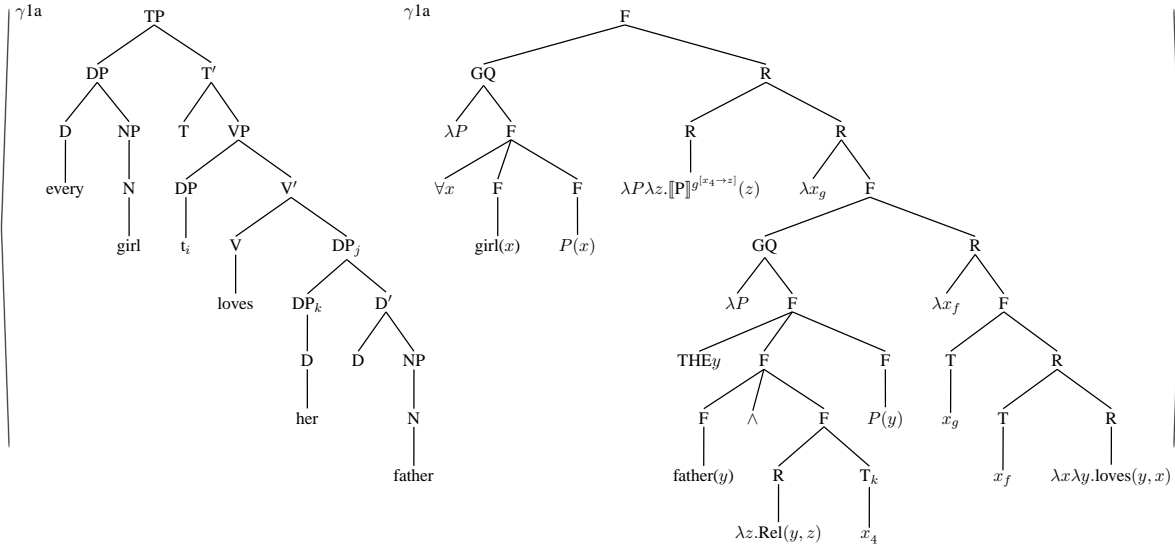 γ1a TP γ1a F
DP T′ GQ R
D NP T VP λP F R R
every N DP V′ ∀x F F λPλz.⟦P⟧^{g^{[x_4→z]}}(z) λx_g F
girl t_i V DP_j girl(x) P(x) GQ R
loves DP_k D′ λP F λx_f F
D D NP THEy F F T R
her N F ∧ F P(y) x_g T R
father father(y) R T_k x_f λxλy.loves(y, x)
λz.Rel(y, z) x_4